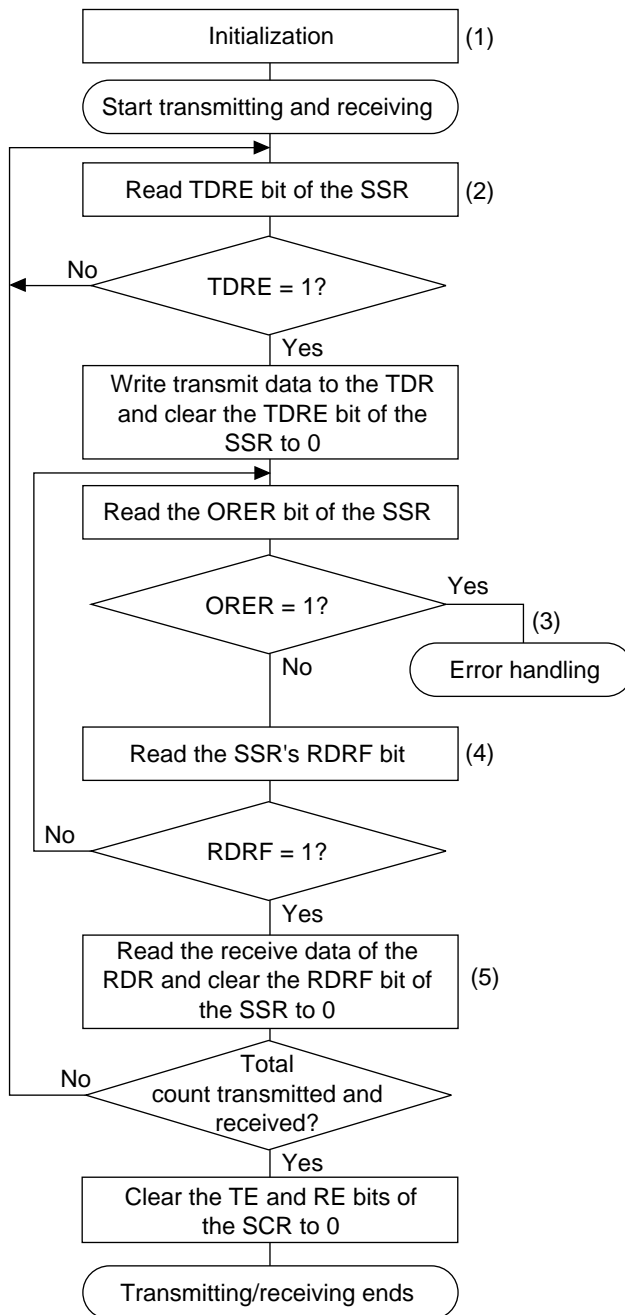 Initialization
(1)
Start transmitting and receiving
Read TDRE bit of the SSR
(2)
No
TDRE = 1?
Yes
Write transmit data to the TDR
and clear the TDRE bit of the
SSR to 0
Read the ORER bit of the SSR
Yes
ORER = 1?
(3)
No
Error handling
Read the SSR's RDRF bit
(4)
No
RDRF = 1?
Yes
Read the receive data of the
RDR and clear the RDRF bit of
the SSR to 0
(5)
Total
No
count transmitted and
received?
Yes
Clear the TE and RE bits of
the SCR to 0
Transmitting/receiving ends